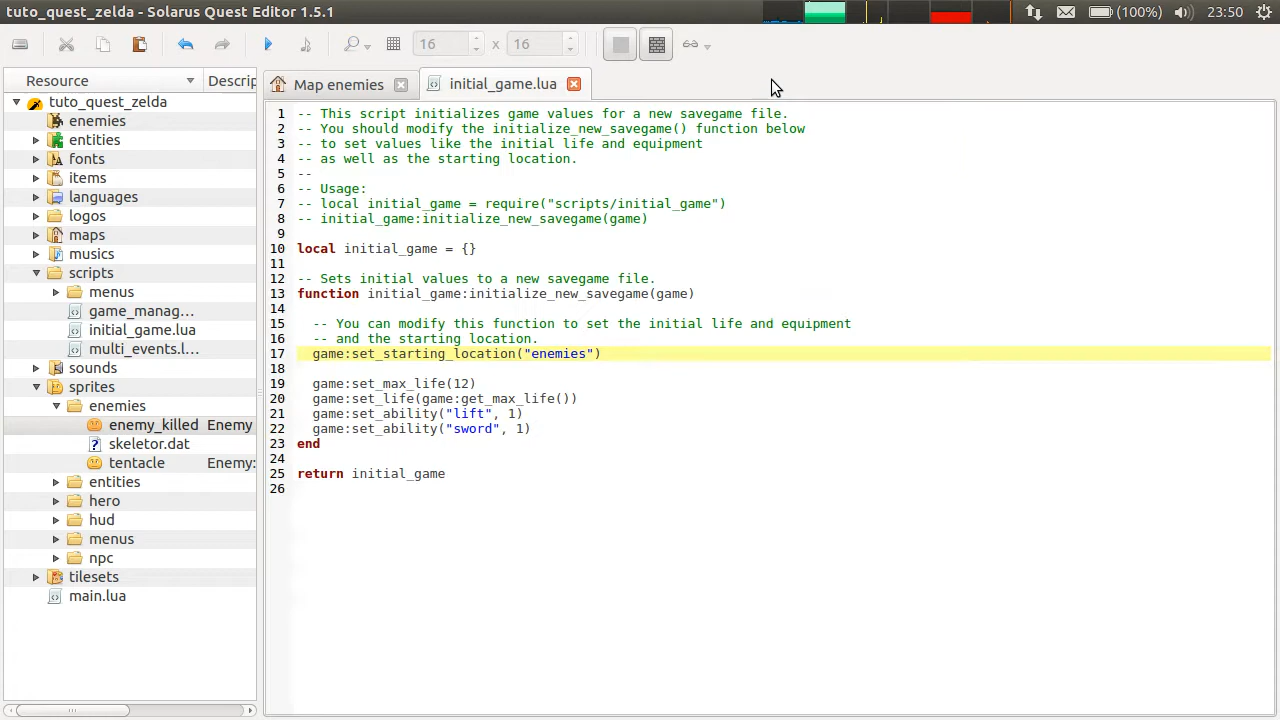 tuto_quest_zelda - Solarus Quest Editor 1.5.1
(100%) 23:50
16 x 16
Resource Descrip
Map enemies
initial_game.lua
tuto_quest_zelda
enemies
entities
fonts
items
languages
logos
maps
musics
scripts
menus
game_manag...
initial_game.lua
multi_events.l...
sounds
sprites
enemies
enemy_killed Enemy
skeletor.dat
tentacle Enemy:
entities
hero
hud
menus
npc
tilesets
main.lua
1 -- This script initializes game values for a new savegame file.
2 -- You should modify the initialize_new_savegame() function below
3 -- to set values like the initial life and equipment
4 -- as well as the starting location.
5 --
6 -- Usage:
7 -- local initial_game = require("scripts/initial_game")
8 -- initial_game:initialize_new_savegame(game)
9
10 local initial_game = {}
11
12 -- Sets initial values to a new savegame file.
13 function initial_game:initialize_new_savegame(game)
14
15 -- You can modify this function to set the initial life and equipment
16 -- and the starting location.
17 game:set_starting_location("enemies")
18
19 game:set_max_life(12)
20 game:set_life(game:get_max_life())
21 game:set_ability("lift", 1)
22 game:set_ability("sword", 1)
23 end
24
25 return initial_game
26